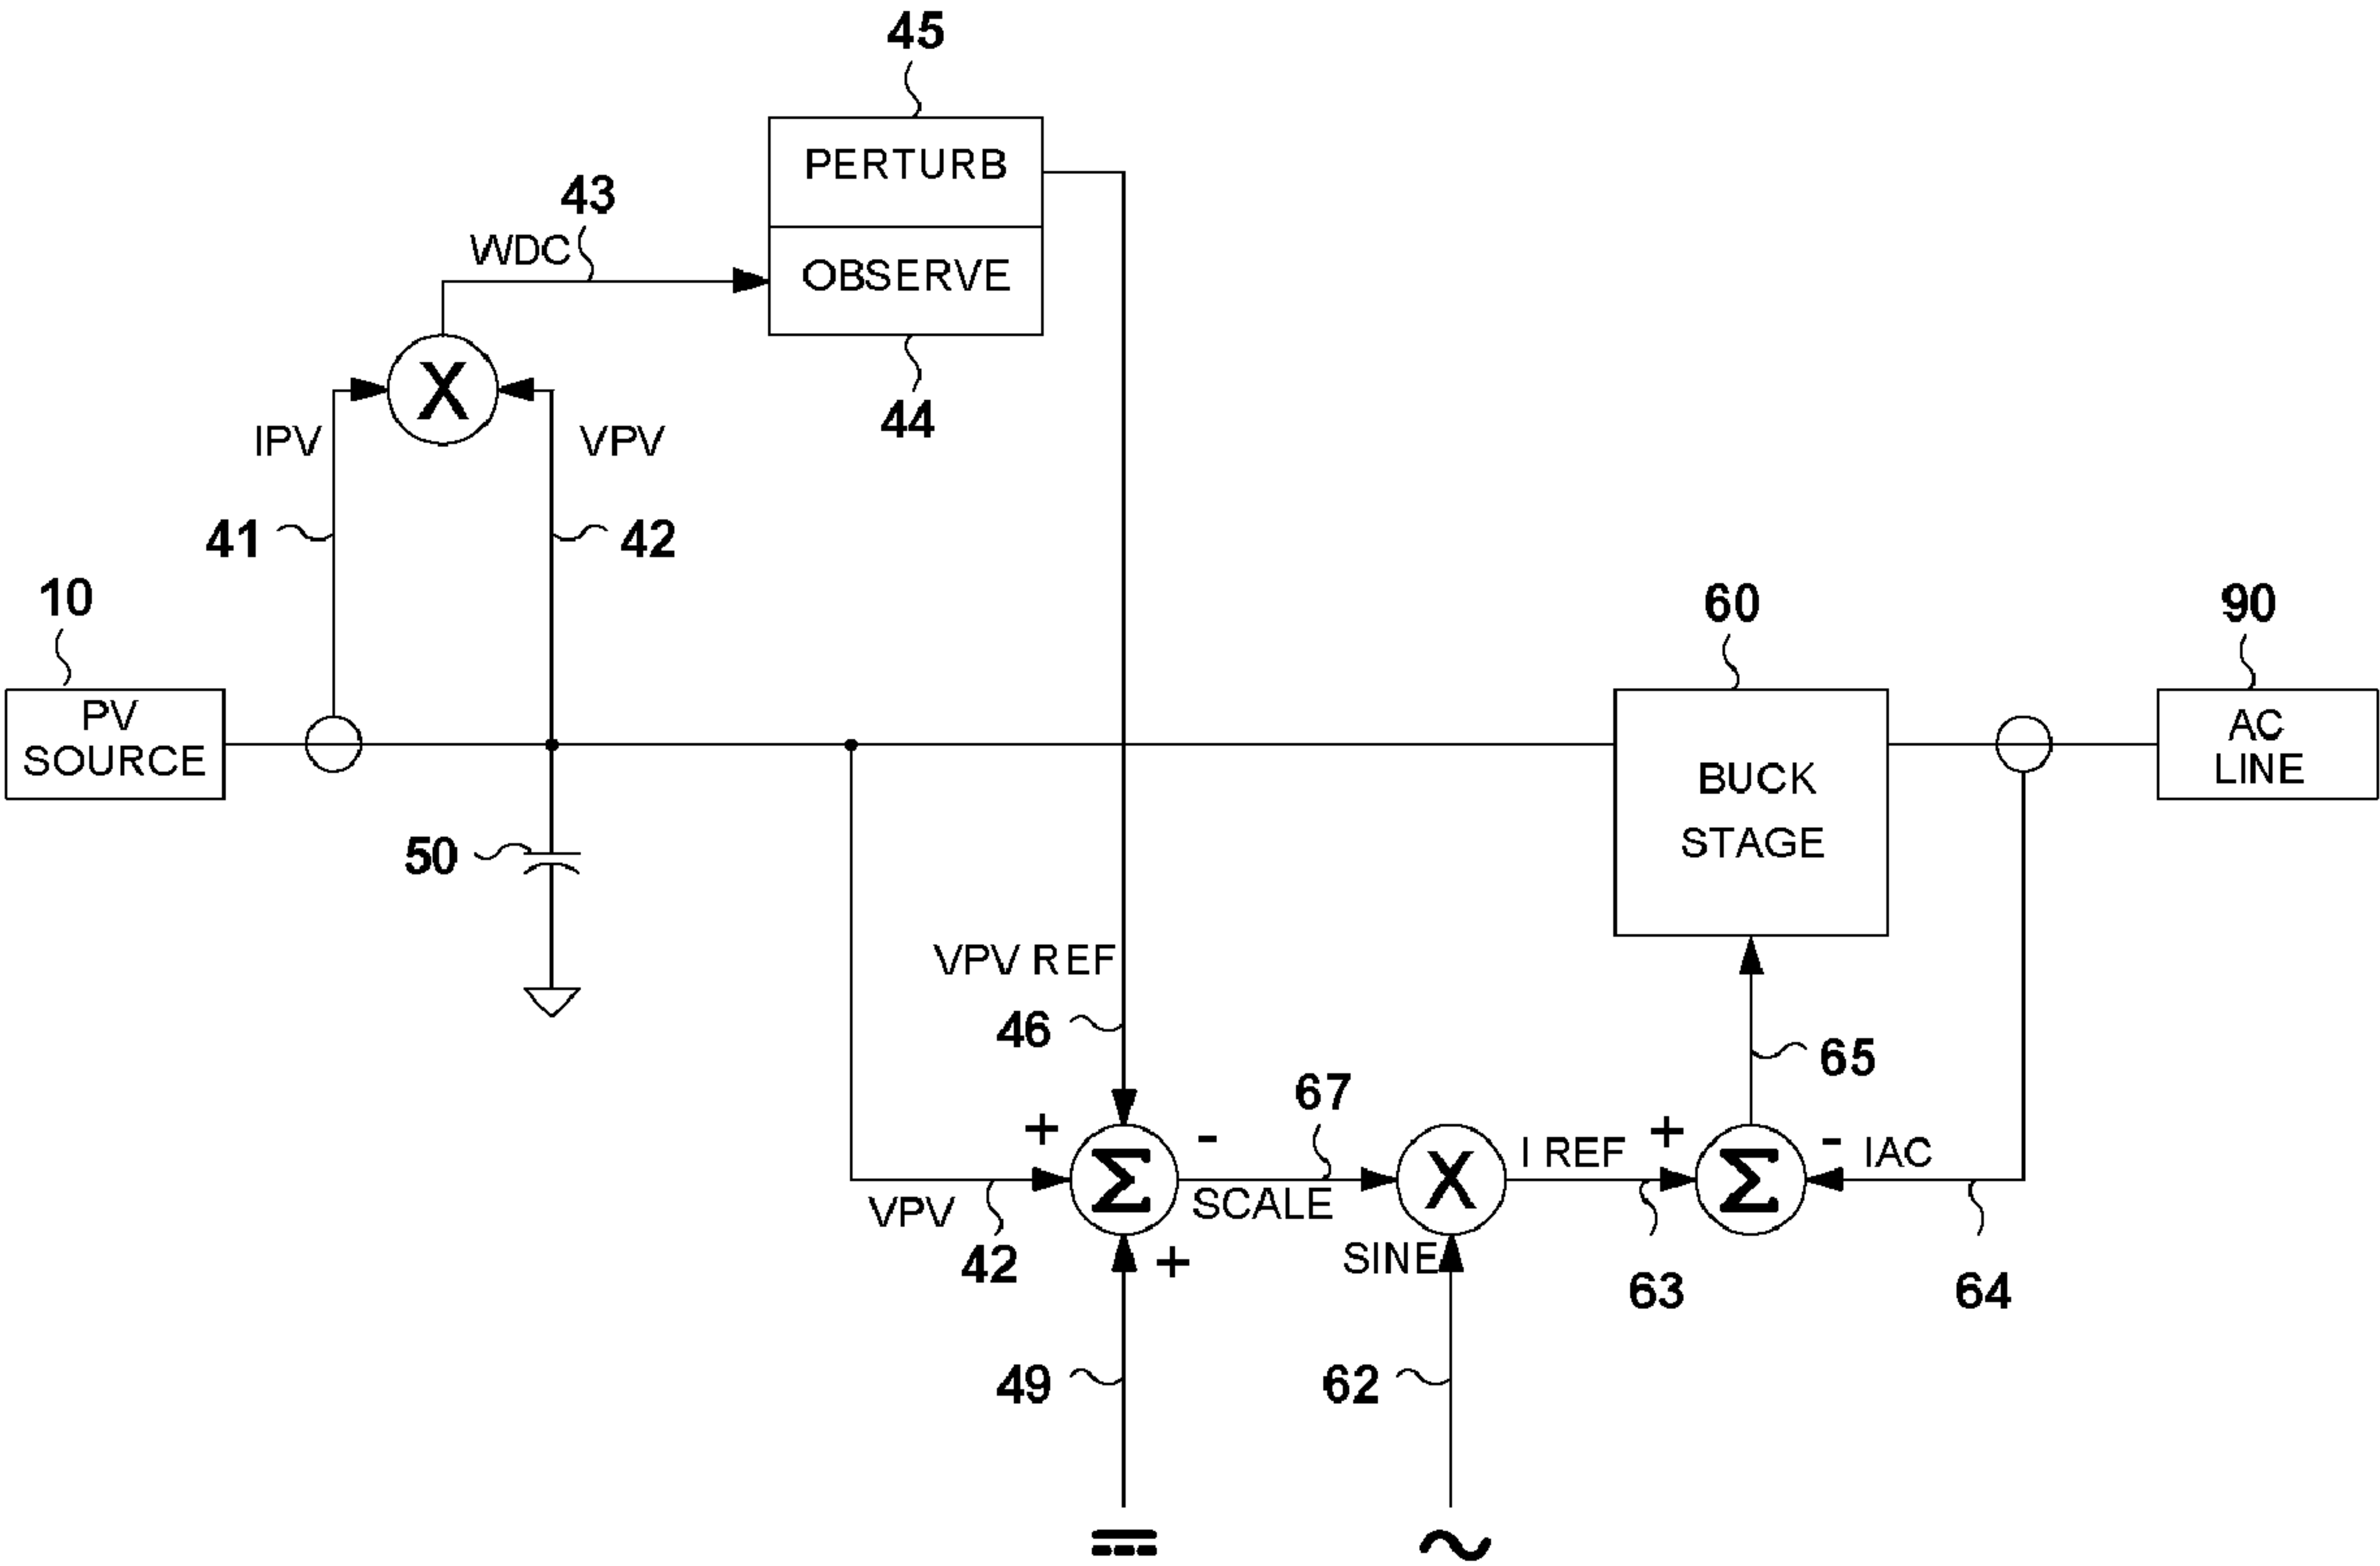 45
PERTURB
43
WDC
OBSERVE
X
44
IPV
VPV
41
42
10
60
90
PV
SOURCE
AC
LINE
BUCK
STAGE
50
VPV REF
46
65
67
+
-
+
-
Σ
X
Σ
I REF
IAC
VPV
SCALE
42
+
SINE
63
64
49
62